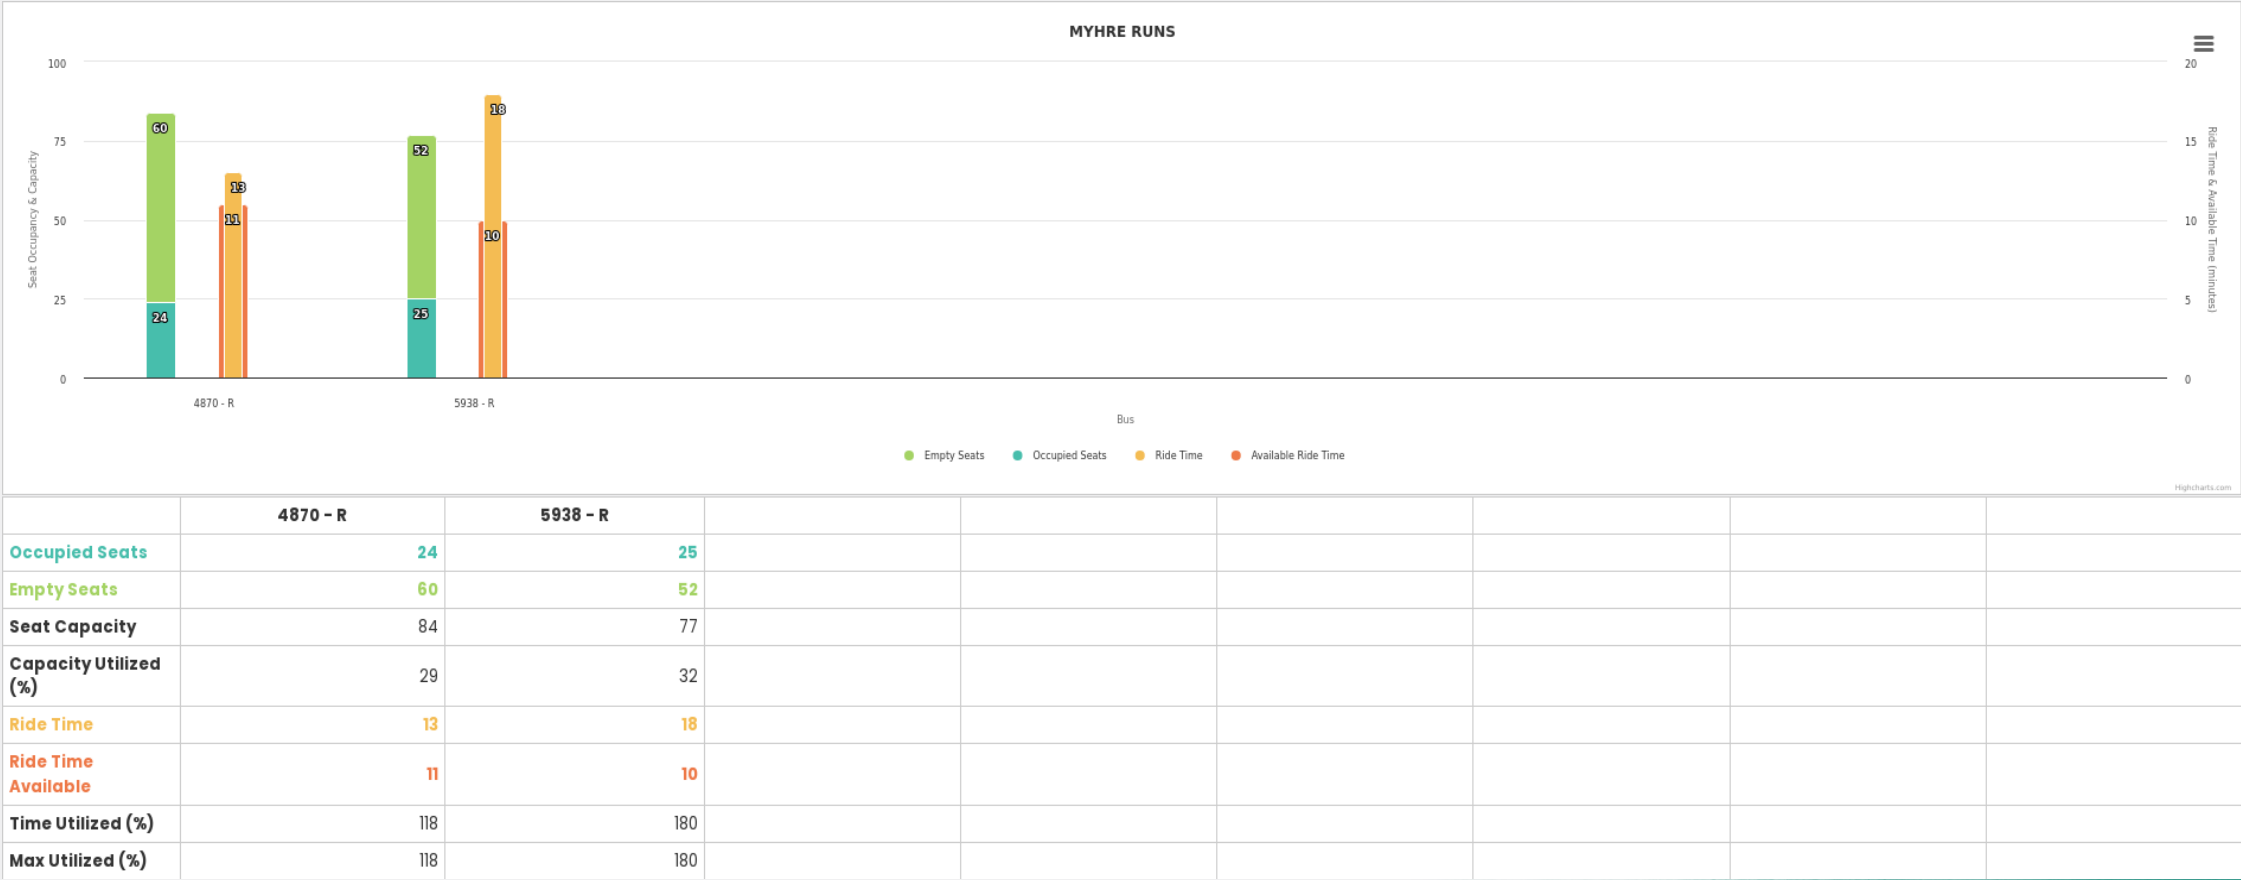 MYHRE RUNS
100
75
50
25
0
Seat Occupancy & Capacity
20
15
10
5
0
Ride Time & Available Time (minutes)
60
24
13
11
52
25
18
10
4870 - R
5938 - R
Bus
Empty Seats
Occupied Seats
Ride Time
Available Ride Time
Highcharts.com
4870 - R 5938 - R
Occupied Seats 24 25
Empty Seats 60 52
Seat Capacity 84 77
Capacity Utilized
(%) 29 32
Ride Time 13 18
Ride Time
Available 11 10
Time Utilized (%) 118 180
Max Utilized (%) 118 180